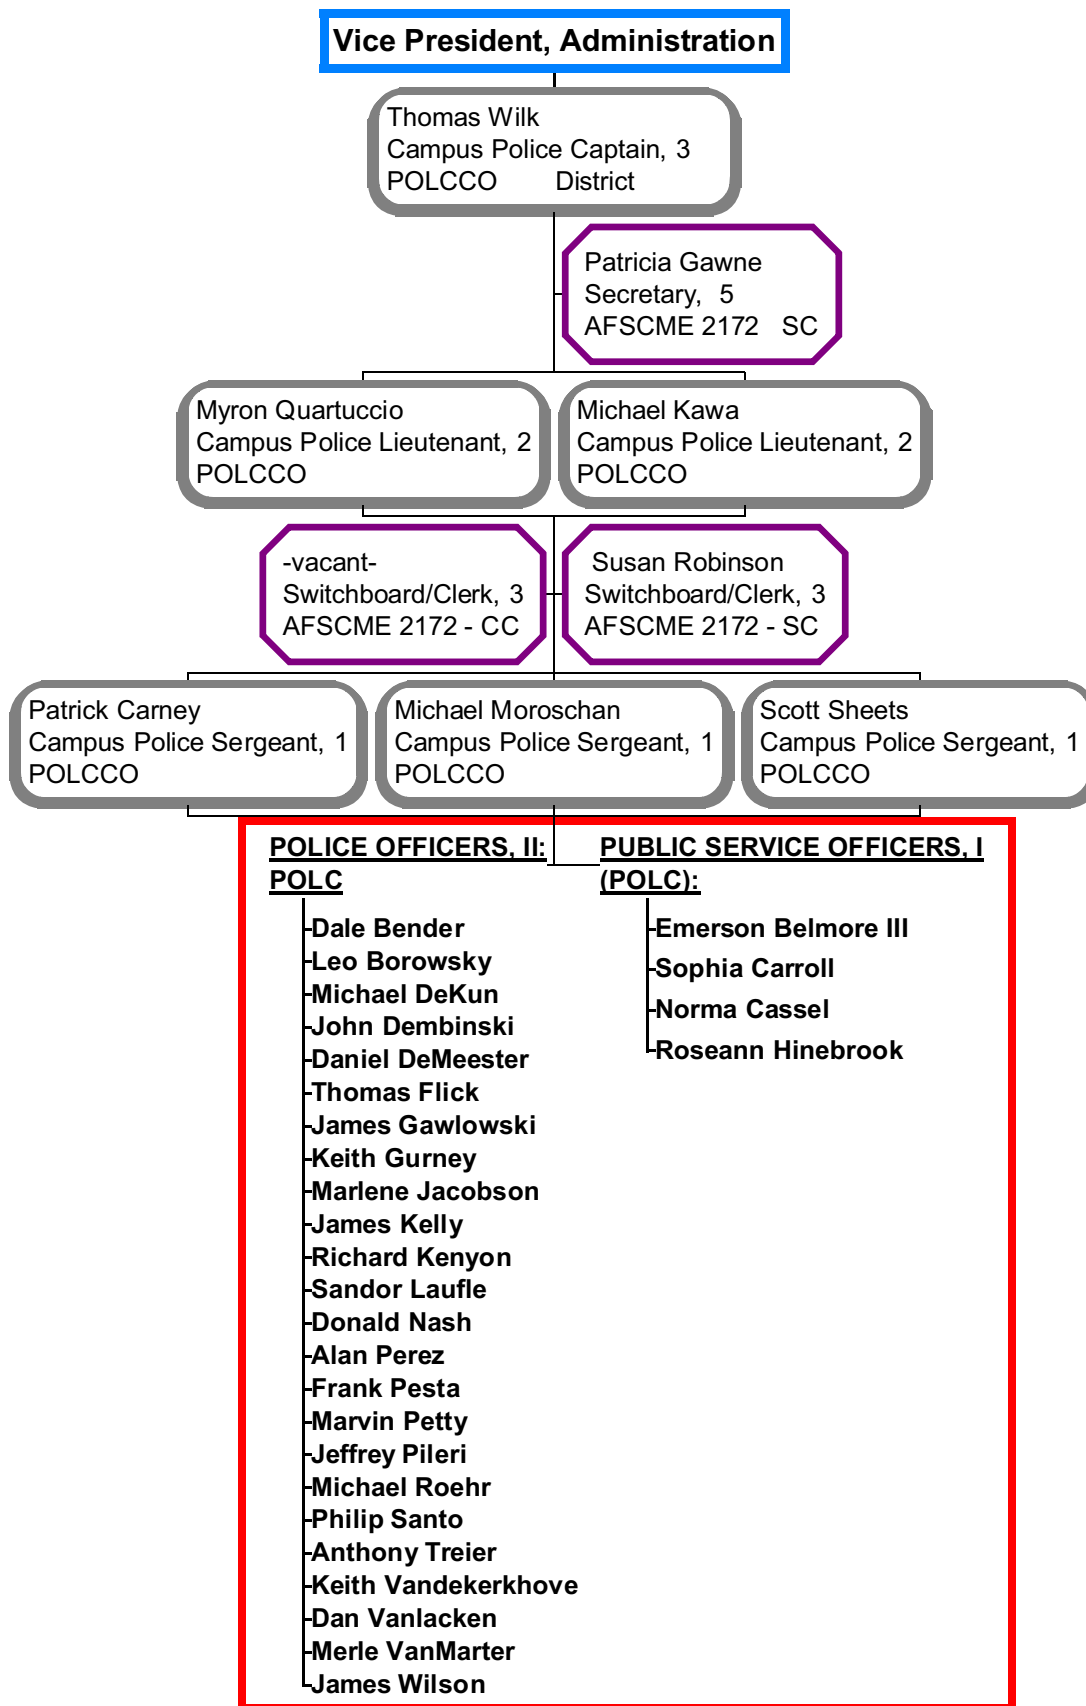 Vice President, Administration
Thomas Wilk
Campus Police Captain, 3
POLCCO District
Patricia Gawne
Secretary, 5
AFSCME 2172 SC
Myron Quartuccio
Campus Police Lieutenant, 2
POLCCO
Michael Kawa
Campus Police Lieutenant, 2
POLCCO
-vacant-
Switchboard/Clerk, 3
AFSCME 2172 - CC
Susan Robinson
Switchboard/Clerk, 3
AFSCME 2172 - SC
Patrick Carney
Campus Police Sergeant, 1
POLCCO
Michael Moroschan
Campus Police Sergeant, 1
POLCCO
Scott Sheets
Campus Police Sergeant, 1
POLCCO
POLICE OFFICERS, II:
POLC
Dale Bender
Leo Borowsky
Michael DeKun
John Dembinski
Daniel DeMeester
Thomas Flick
James Gawlowski
Keith Gurney
Marlene Jacobson
James Kelly
Richard Kenyon
Sandor Laufle
Donald Nash
Alan Perez
Frank Pesta
Marvin Petty
Jeffrey Pileri
Michael Roehr
Philip Santo
Anthony Treier
Keith Vandekerkhove
Dan Vanlacken
Merle VanMarter
James Wilson
PUBLIC SERVICE OFFICERS, I
(POLC):
Emerson Belmore III
Sophia Carroll
Norma Cassel
Roseann Hinebrook